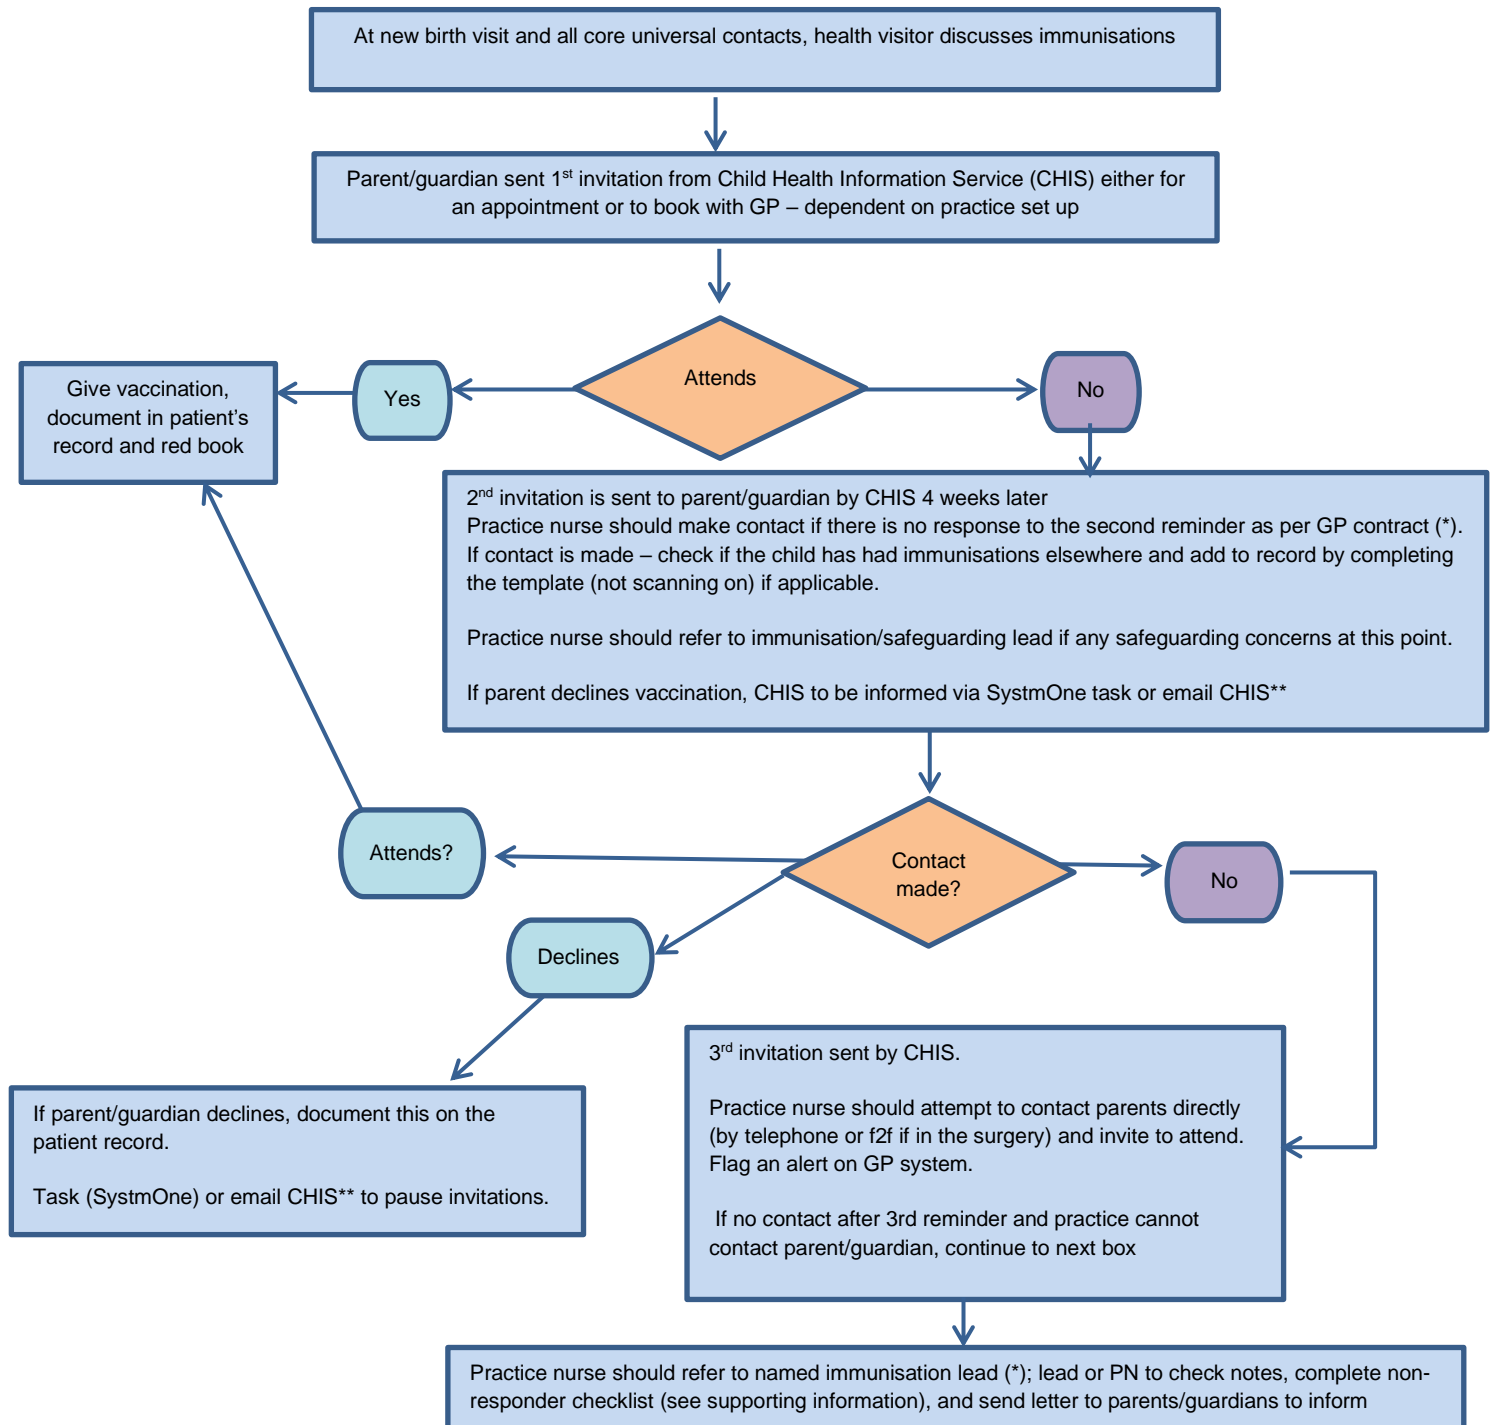 At new birth visit and all core universal contacts, health visitor discusses immunisations
Parent/guardian sent 1st invitation from Child Health Information Service (CHIS) either for
an appointment or to book with GP – dependent on practice set up
Attends
Yes
No
Give vaccination,
document in patient's
record and red book
2nd invitation is sent to parent/guardian by CHIS 4 weeks later
Practice nurse should make contact if there is no response to the second reminder as per GP contract (*).
If contact is made – check if the child has had immunisations elsewhere and add to record by completing
the template (not scanning on) if applicable.
Practice nurse should refer to immunisation/safeguarding lead if any safeguarding concerns at this point.
If parent declines vaccination, CHIS to be informed via SystmOne task or email CHIS**
Attends?
Contact
made?
No
Declines
3rd invitation sent by CHIS.
Practice nurse should attempt to contact parents directly
(by telephone or f2f if in the surgery) and invite to attend.
Flag an alert on GP system.
If no contact after 3rd reminder and practice cannot
contact parent/guardian, continue to next box
If parent/guardian declines, document this on the
patient record.
Task (SystmOne) or email CHIS** to pause invitations.
Practice nurse should refer to named immunisation lead (*); lead or PN to check notes, complete non-
responder checklist (see supporting information), and send letter to parents/guardians to inform